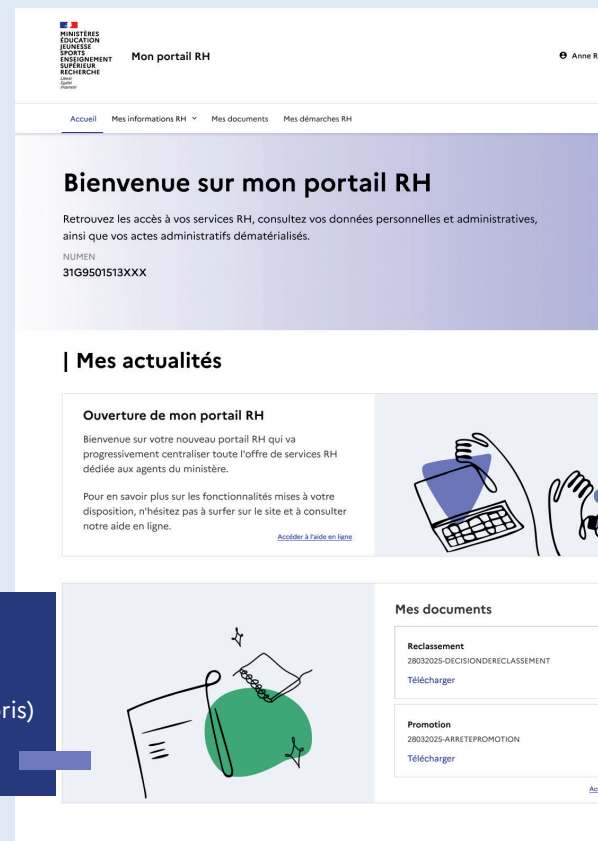 MINISTÈRES
ÉDUCATION
JEUNESSE
SPORTS
ENSEIGNEMENT
SUPÉRIEUR
RECHERCHE
Liberté
Égalité
Fraternité
Mon portail RH
Anne R
Accueil Mes informations RH Mes documents Mes démarches RH
Bienvenue sur mon portail RH
Retrouvez les accès à vos services RH, consultez vos données personnelles et administratives,
ainsi que vos actes administratifs dématérialisés.
NUMEN
31G9501513XXX
| Mes actualités
Ouverture de mon portail RH
Bienvenue sur votre nouveau portail RH qui va
progressivement centraliser toute l'offre de services RH
dédiée aux agents du ministère.
Pour en savoir plus sur les fonctionnalités mises à votre
disposition, n'hésitez pas à surfer sur le site et à consulter
notre aide en ligne.
Accéder à l'aide en ligne
ris)
Mes documents
Reclassement
28032025-DECISIONDERECLASSEMENT
Télécharger
Promotion
28032025-ARRETEPROMOTION
Télécharger
Ac